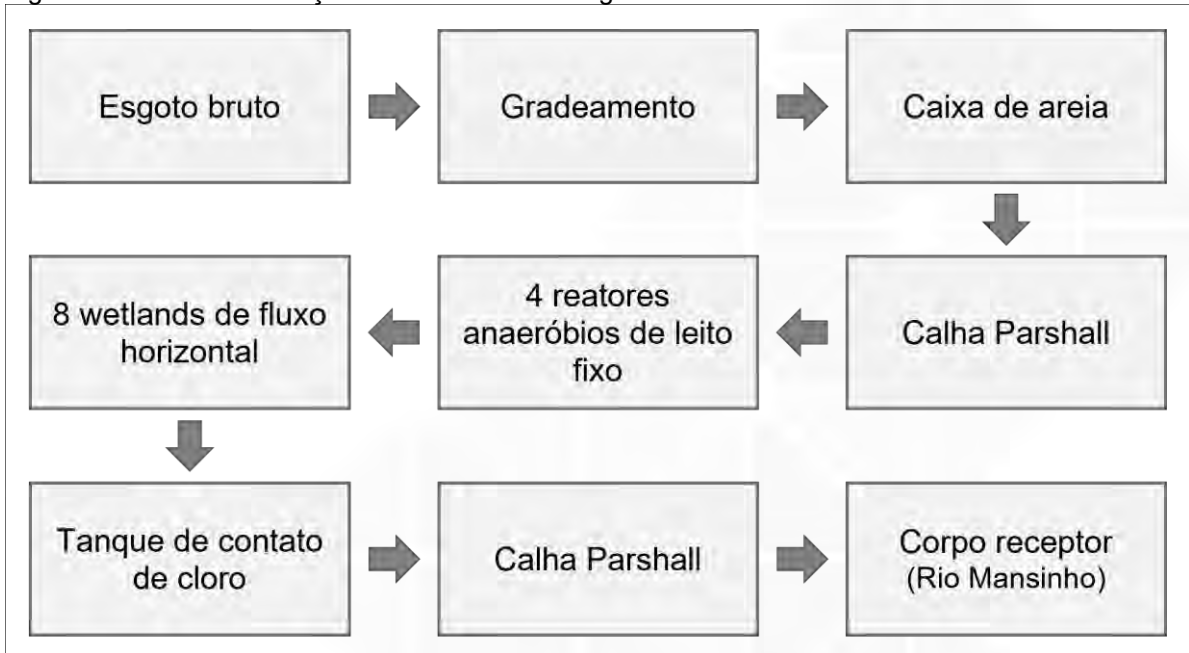 Esgoto bruto
Gradeamento
Caixa de areia
Calha Parshall
4 reatores
anaeróbios de leito
fixo
8 wetlands de fluxo
horizontal
Tanque de contato
de cloro
Calha Parshall
Corpo receptor
(Rio Mansinho)